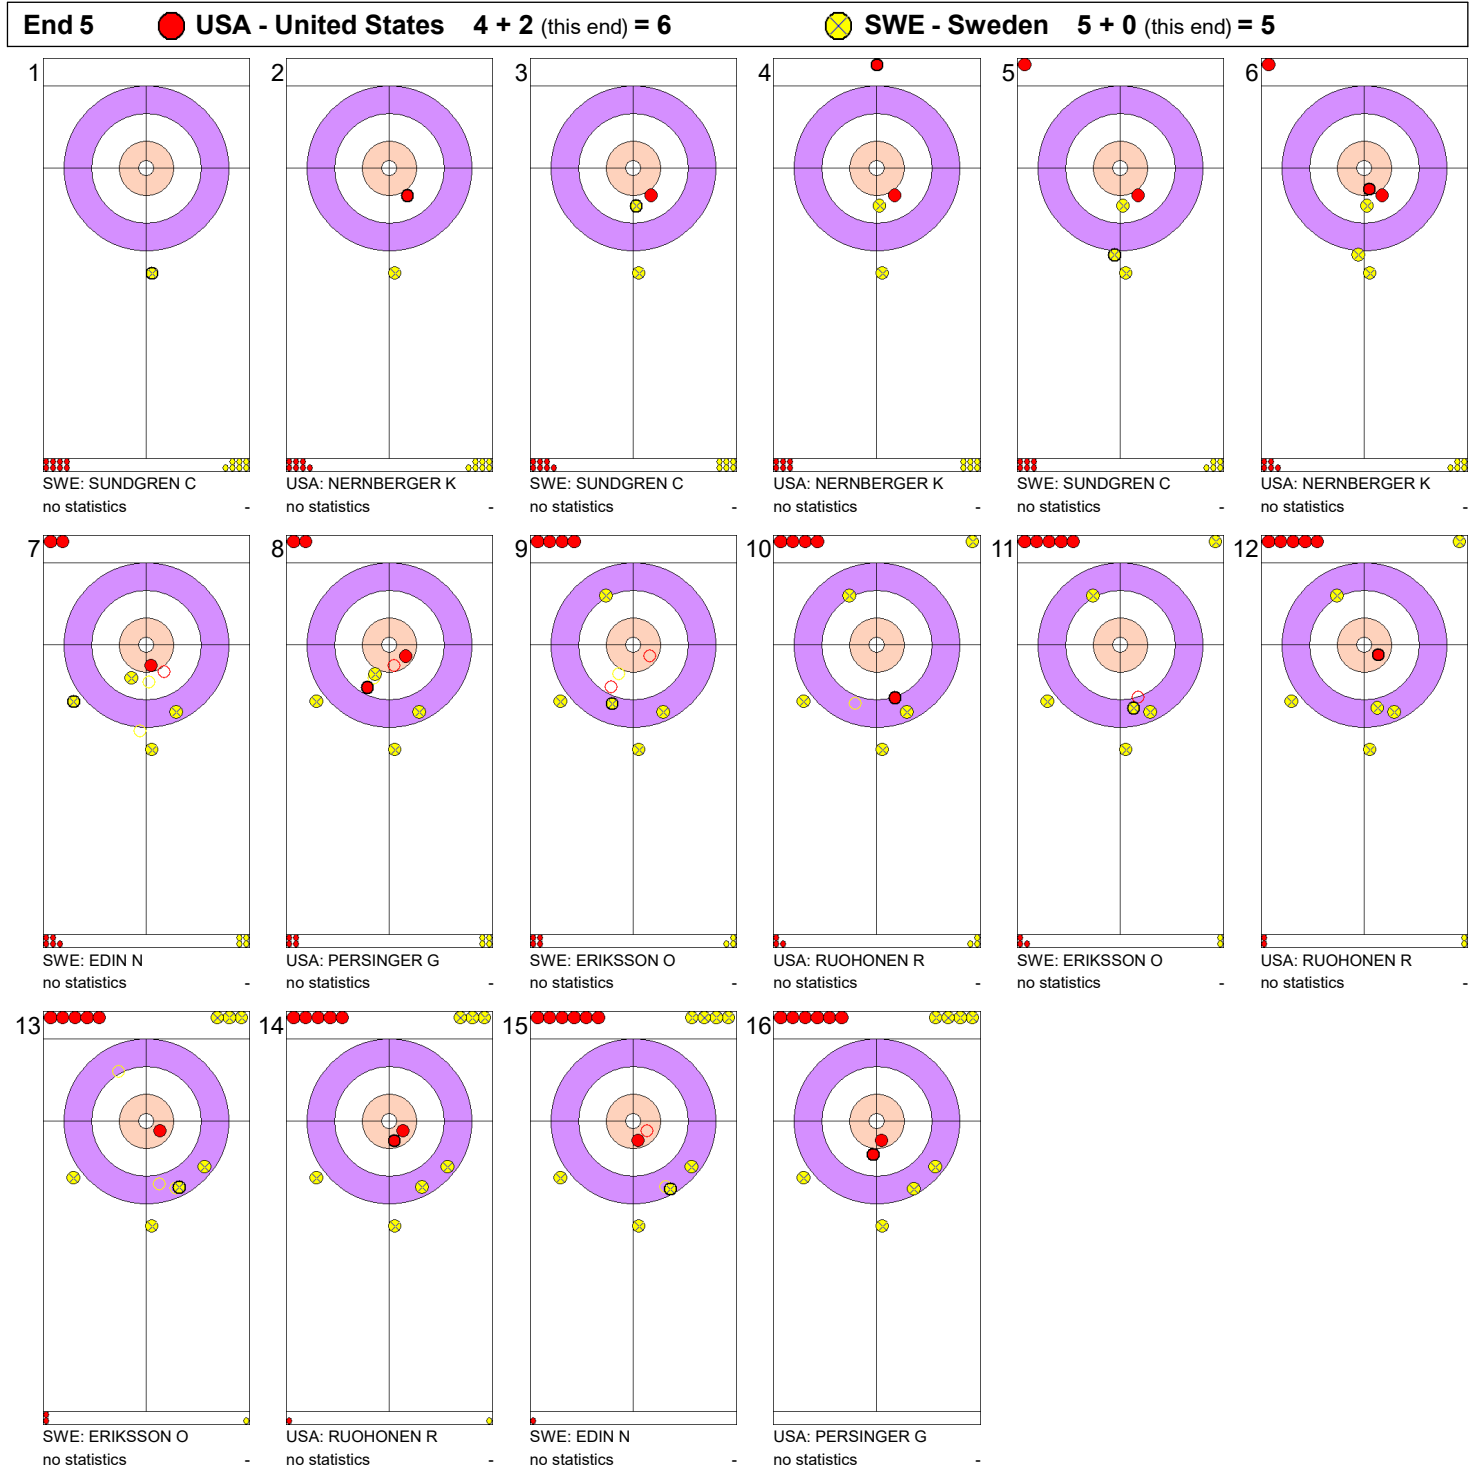 End 5 USA - United States 4 + 2 (this end) = 6 SWE - Sweden 5 + 0 (this end) = 5
1 2 3 4 5 6
SWE: SUNDGREN C USA: NERNBERGER K SWE: SUNDGREN C USA: NERNBERGER K SWE: SUNDGREN C USA: NERNBERGER K
no statistics - no statistics - no statistics - no statistics - no statistics - no statistics -
7 8 9 10 11 12
SWE: EDIN N USA: PERSINGER G SWE: ERIKSSON O USA: RUOHONEN R SWE: ERIKSSON O USA: RUOHONEN R
no statistics - no statistics - no statistics - no statistics - no statistics - no statistics -
13 14 15 16
SWE: ERIKSSON O USA: RUOHONEN R SWE: EDIN N USA: PERSINGER G
no statistics - no statistics - no statistics - no statistics -